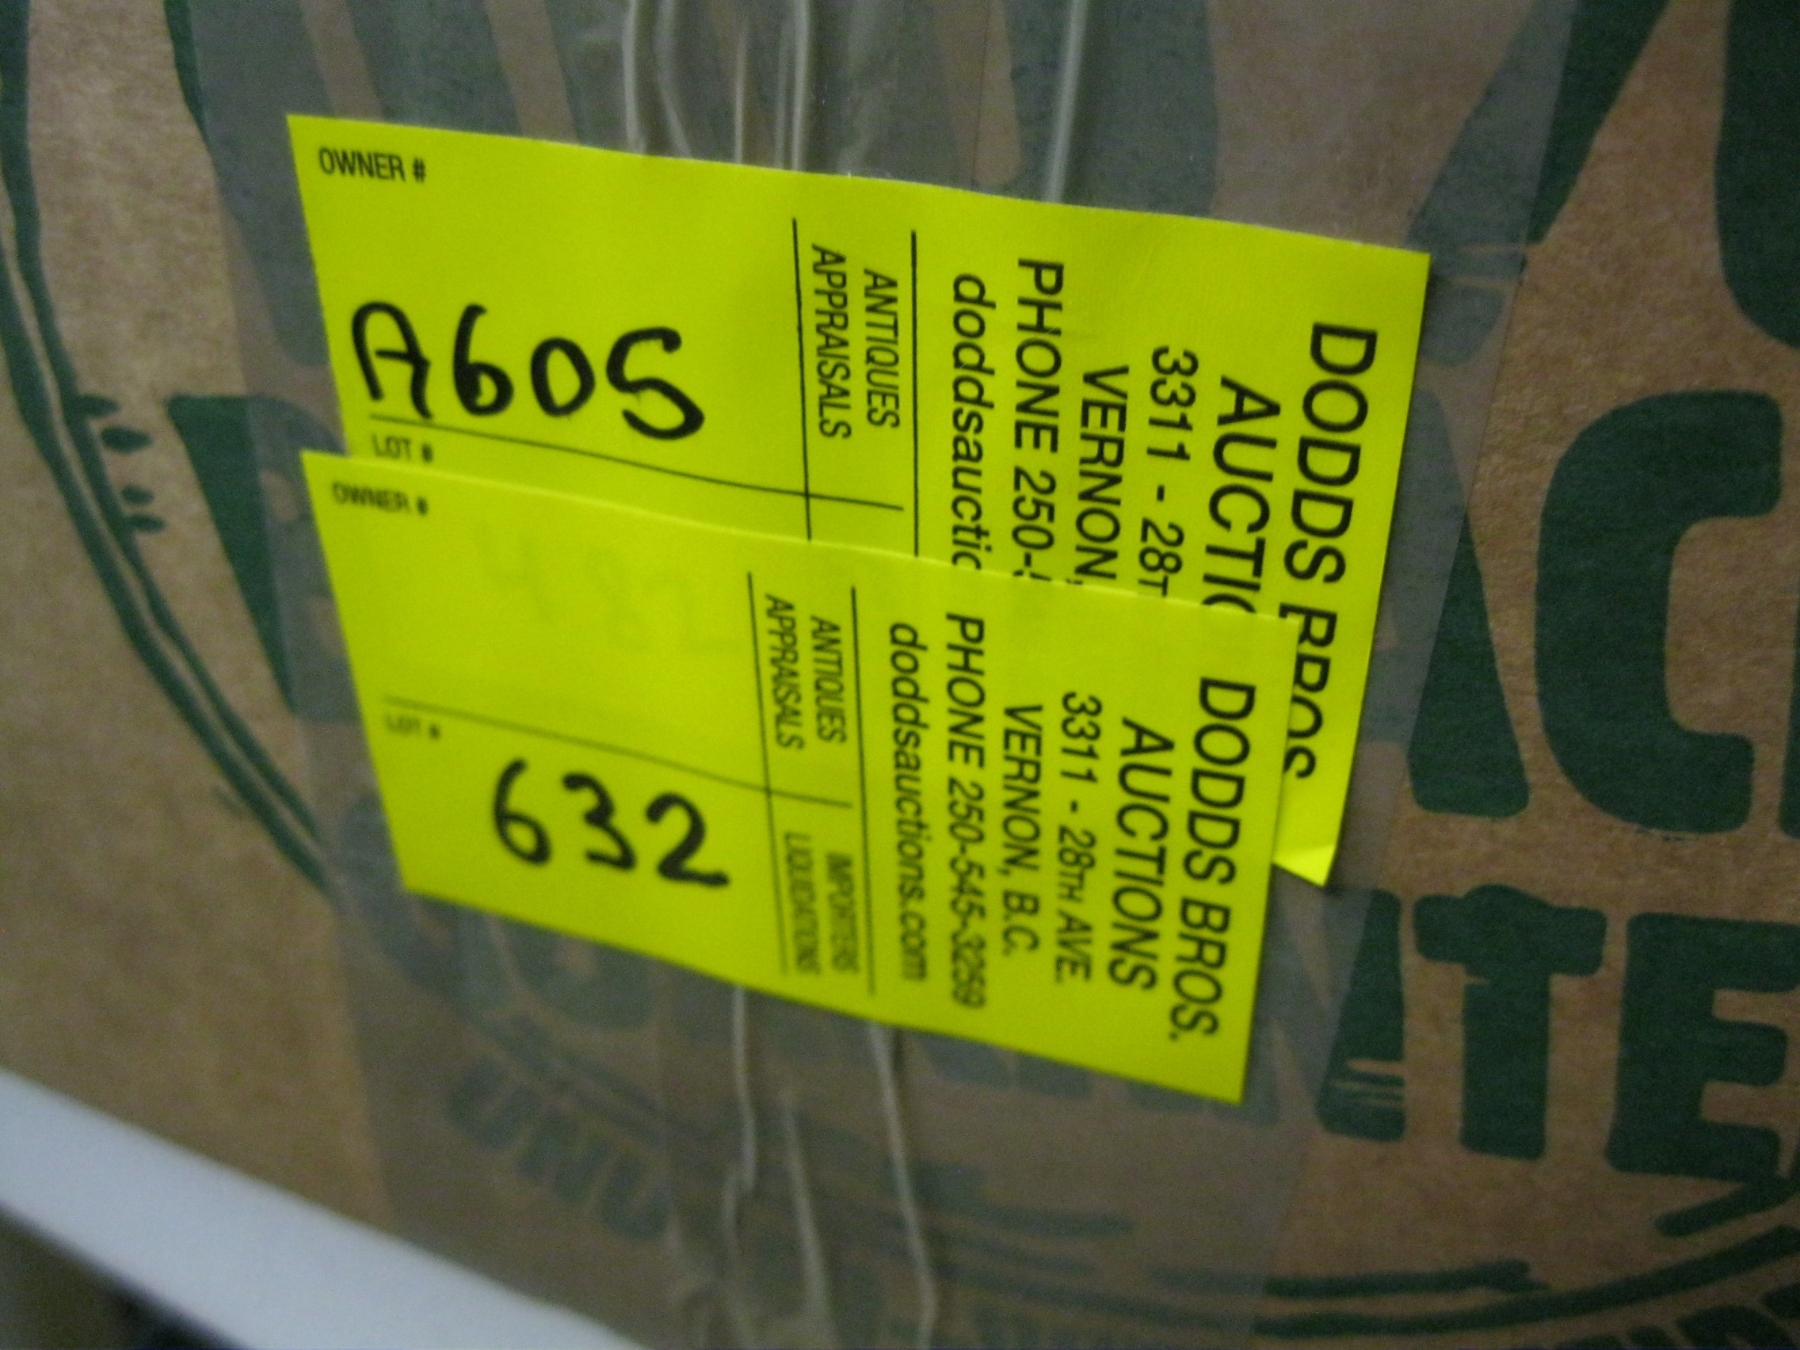 OWNER #
A605
LOT #
ANTIQUES
APPRAISALS
DODDS BROS.
AUCTIO
3311 - 28T
VERNON,
PHONE 250-
doddsauctio
OWNER #
482
LOT #
632
ANTIQUES IMPORTERS
APPRAISALS LIQUIDATIONS
DODDS BROS.
AUCTIONS
3311 - 28TH AVE.
VERNON, B.C.
PHONE 250-545-3259
doddsauctions.com